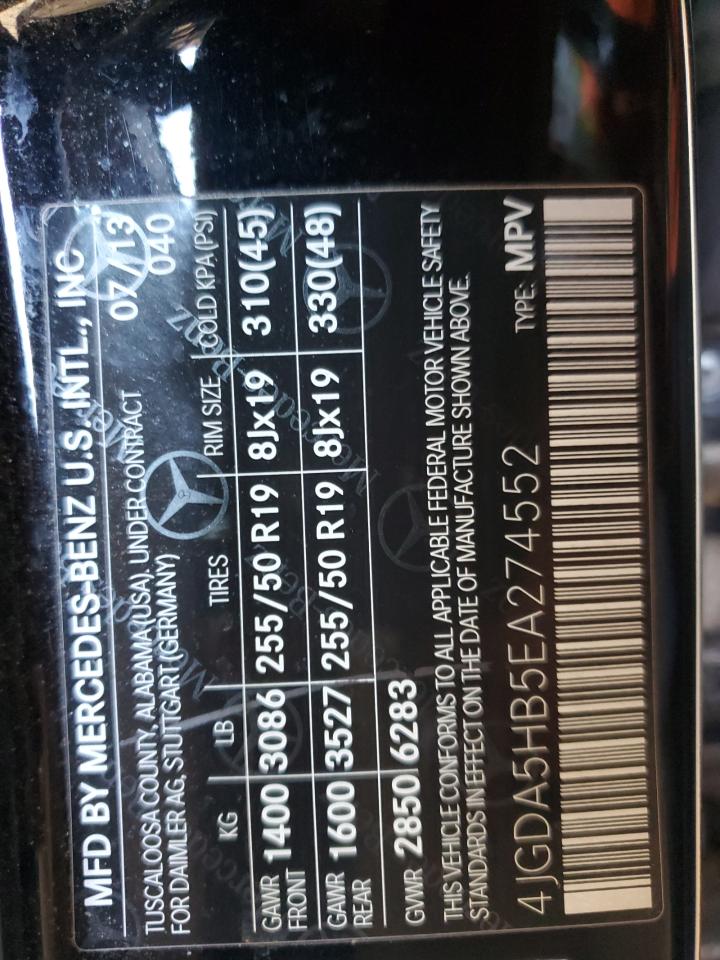 MFD BY MERCEDES-BENZ U.S. INTL., INC
07/13
TUSCALOOSA COUNTY, ALABAMA (USA), UNDER CONTRACT
040
FOR DAIMLER AG, STUTTGART (GERMANY)
KG LB TIRES RIM SIZE COLD KPA (PSI)
GAWR FRONT 1400 3086 255/50 R19 8Jx19 310(45)
GAWR REAR 1600 3527 255/50 R19 8Jx19 330(48)
GVWR 2850 6283
THIS VEHICLE CONFORMS TO ALL APPLICABLE FEDERAL MOTOR VEHICLE SAFETY
STANDARDS IN EFFECT ON THE DATE OF MANUFACTURE SHOWN ABOVE.
4JGDA5HB5EA274552 TYPE: MPV